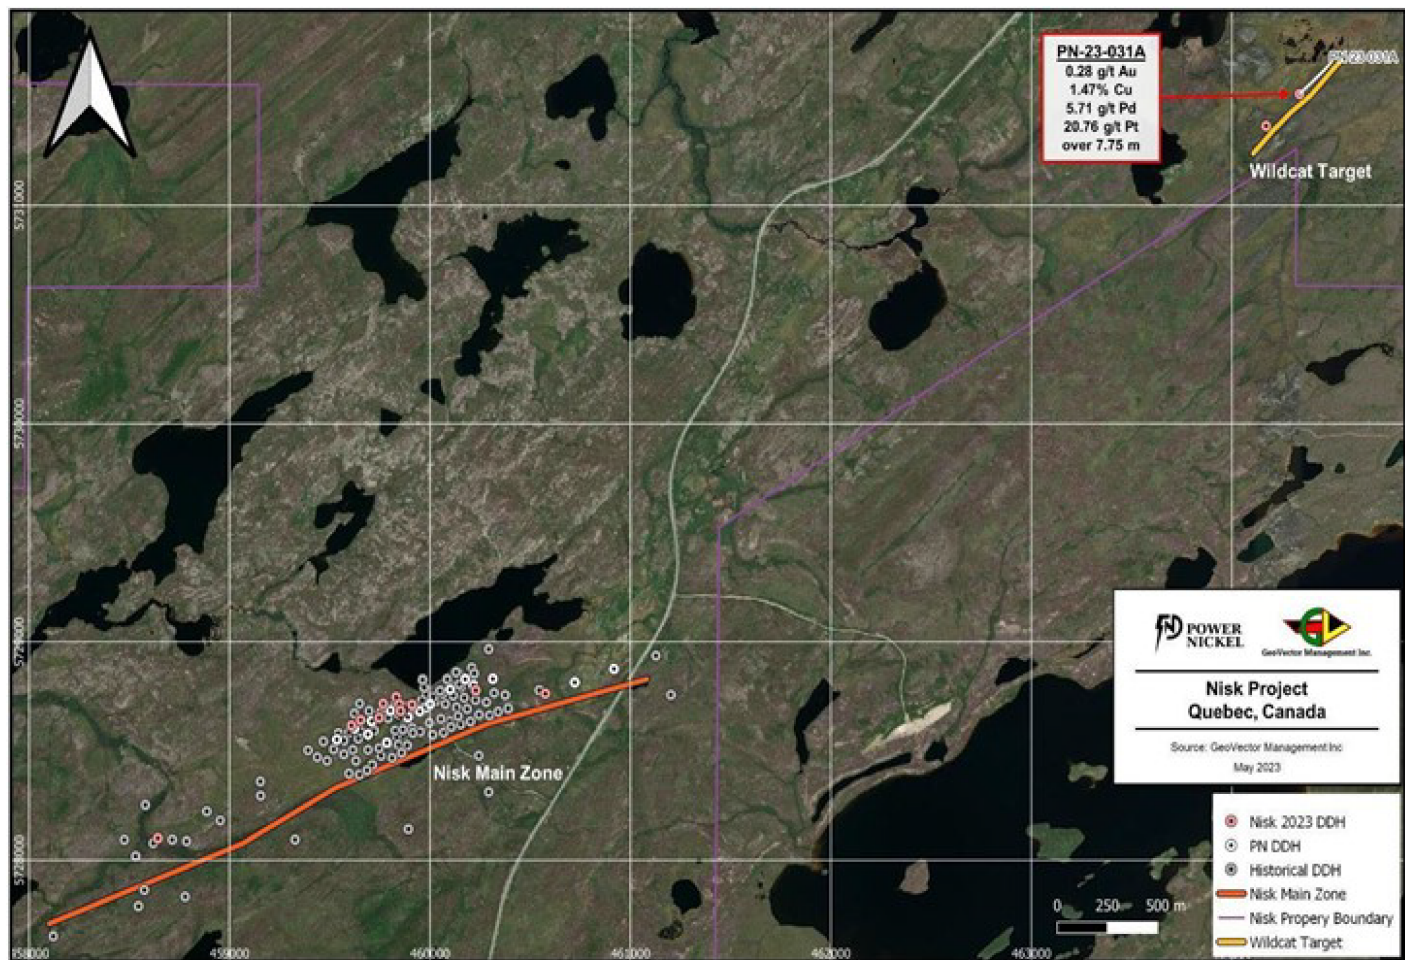 PN-23-031A
0.28 g/t Au
1.47% Cu
5.71 g/t Pd
20.76 g/t Pt
over 7.75 m
PN-23-031A
Wildcat Target
5731000
5730000
5729000
5728000
Nisk Main Zone
POWER
NICKEL
GeoVector Management Inc.
Nisk Project
Quebec, Canada
Source: GeoVector Management Inc
May 2023
Nisk 2023 DDH
PN DDH
Historical DDH
Nisk Main Zone
Nisk Propery Boundary
Wildcat Target
0 250 500 m
458000 459000 460000 461000 462000 463000